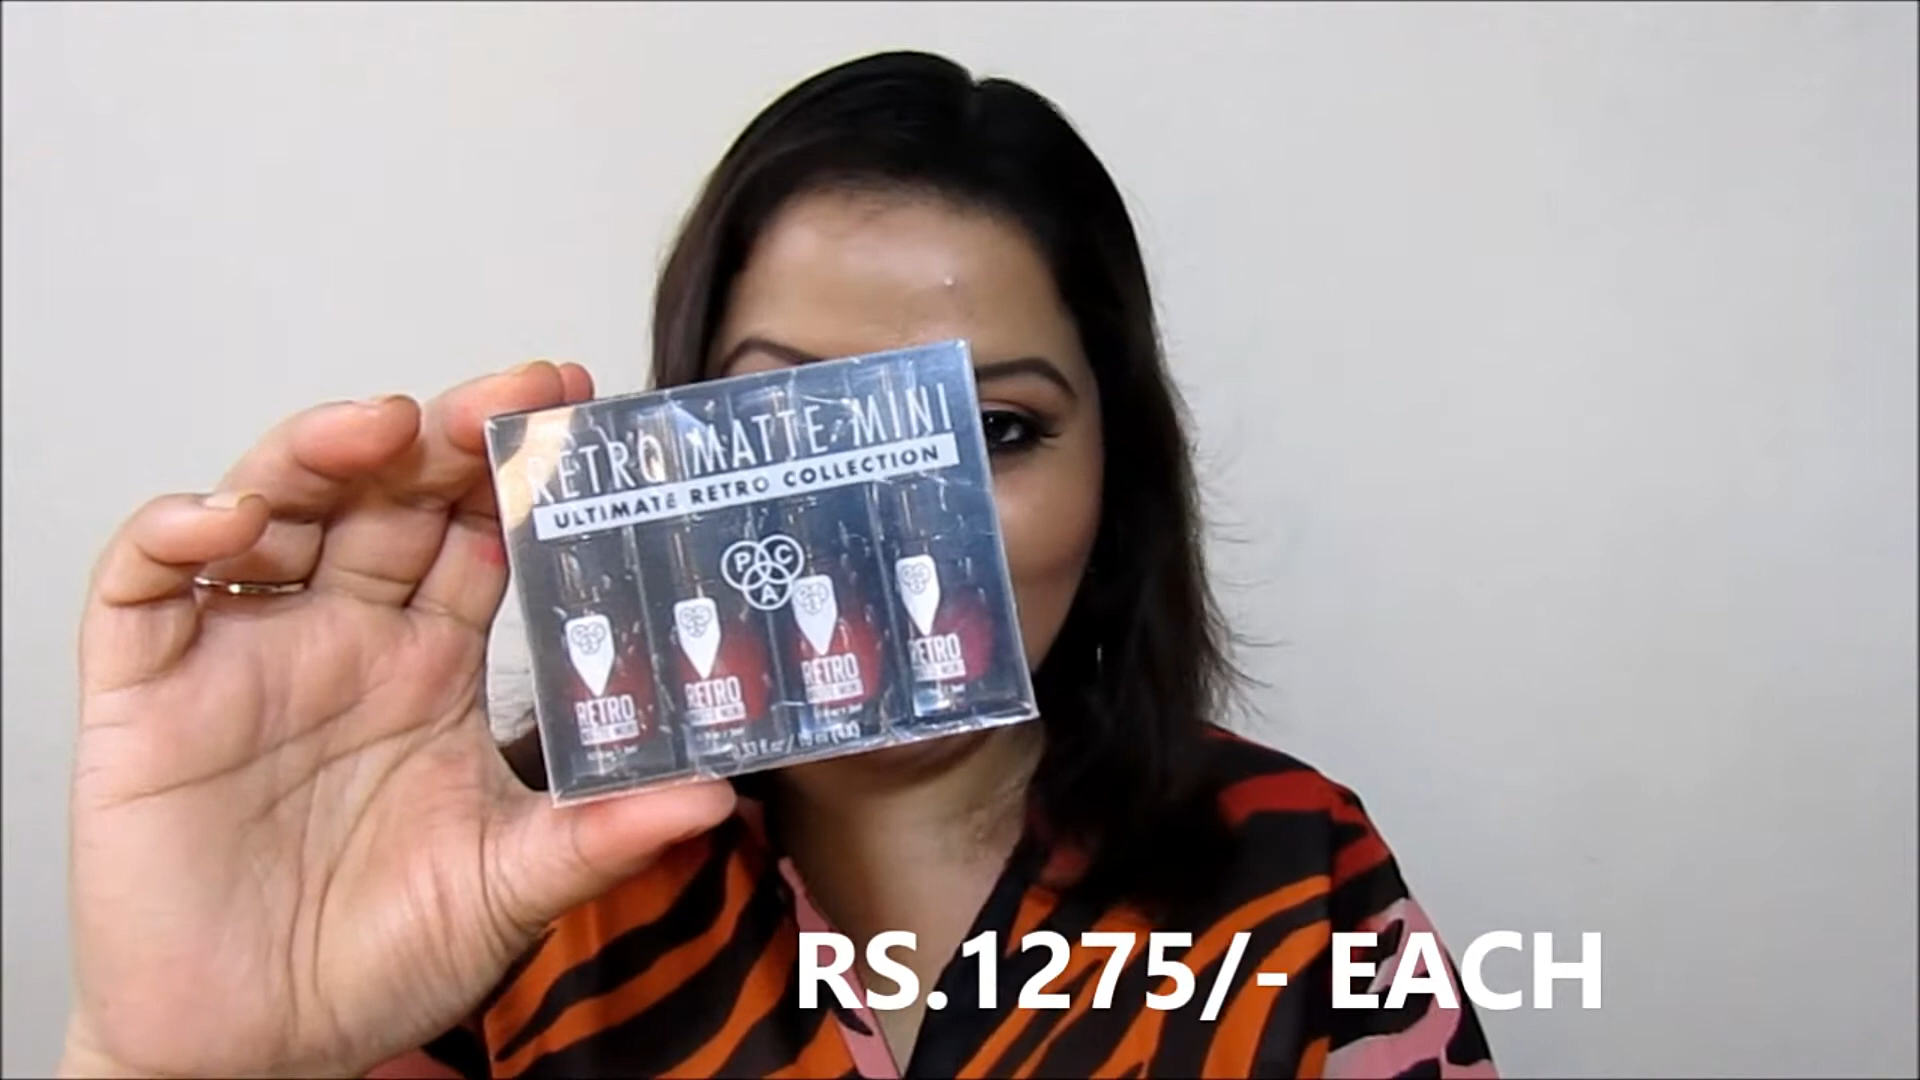 RETRO MATTE MINI
ULTIMATE RETRO COLLECTION
P A C
RETRO
RETRO
RETRO
RETRO
RS.1275/- EACH